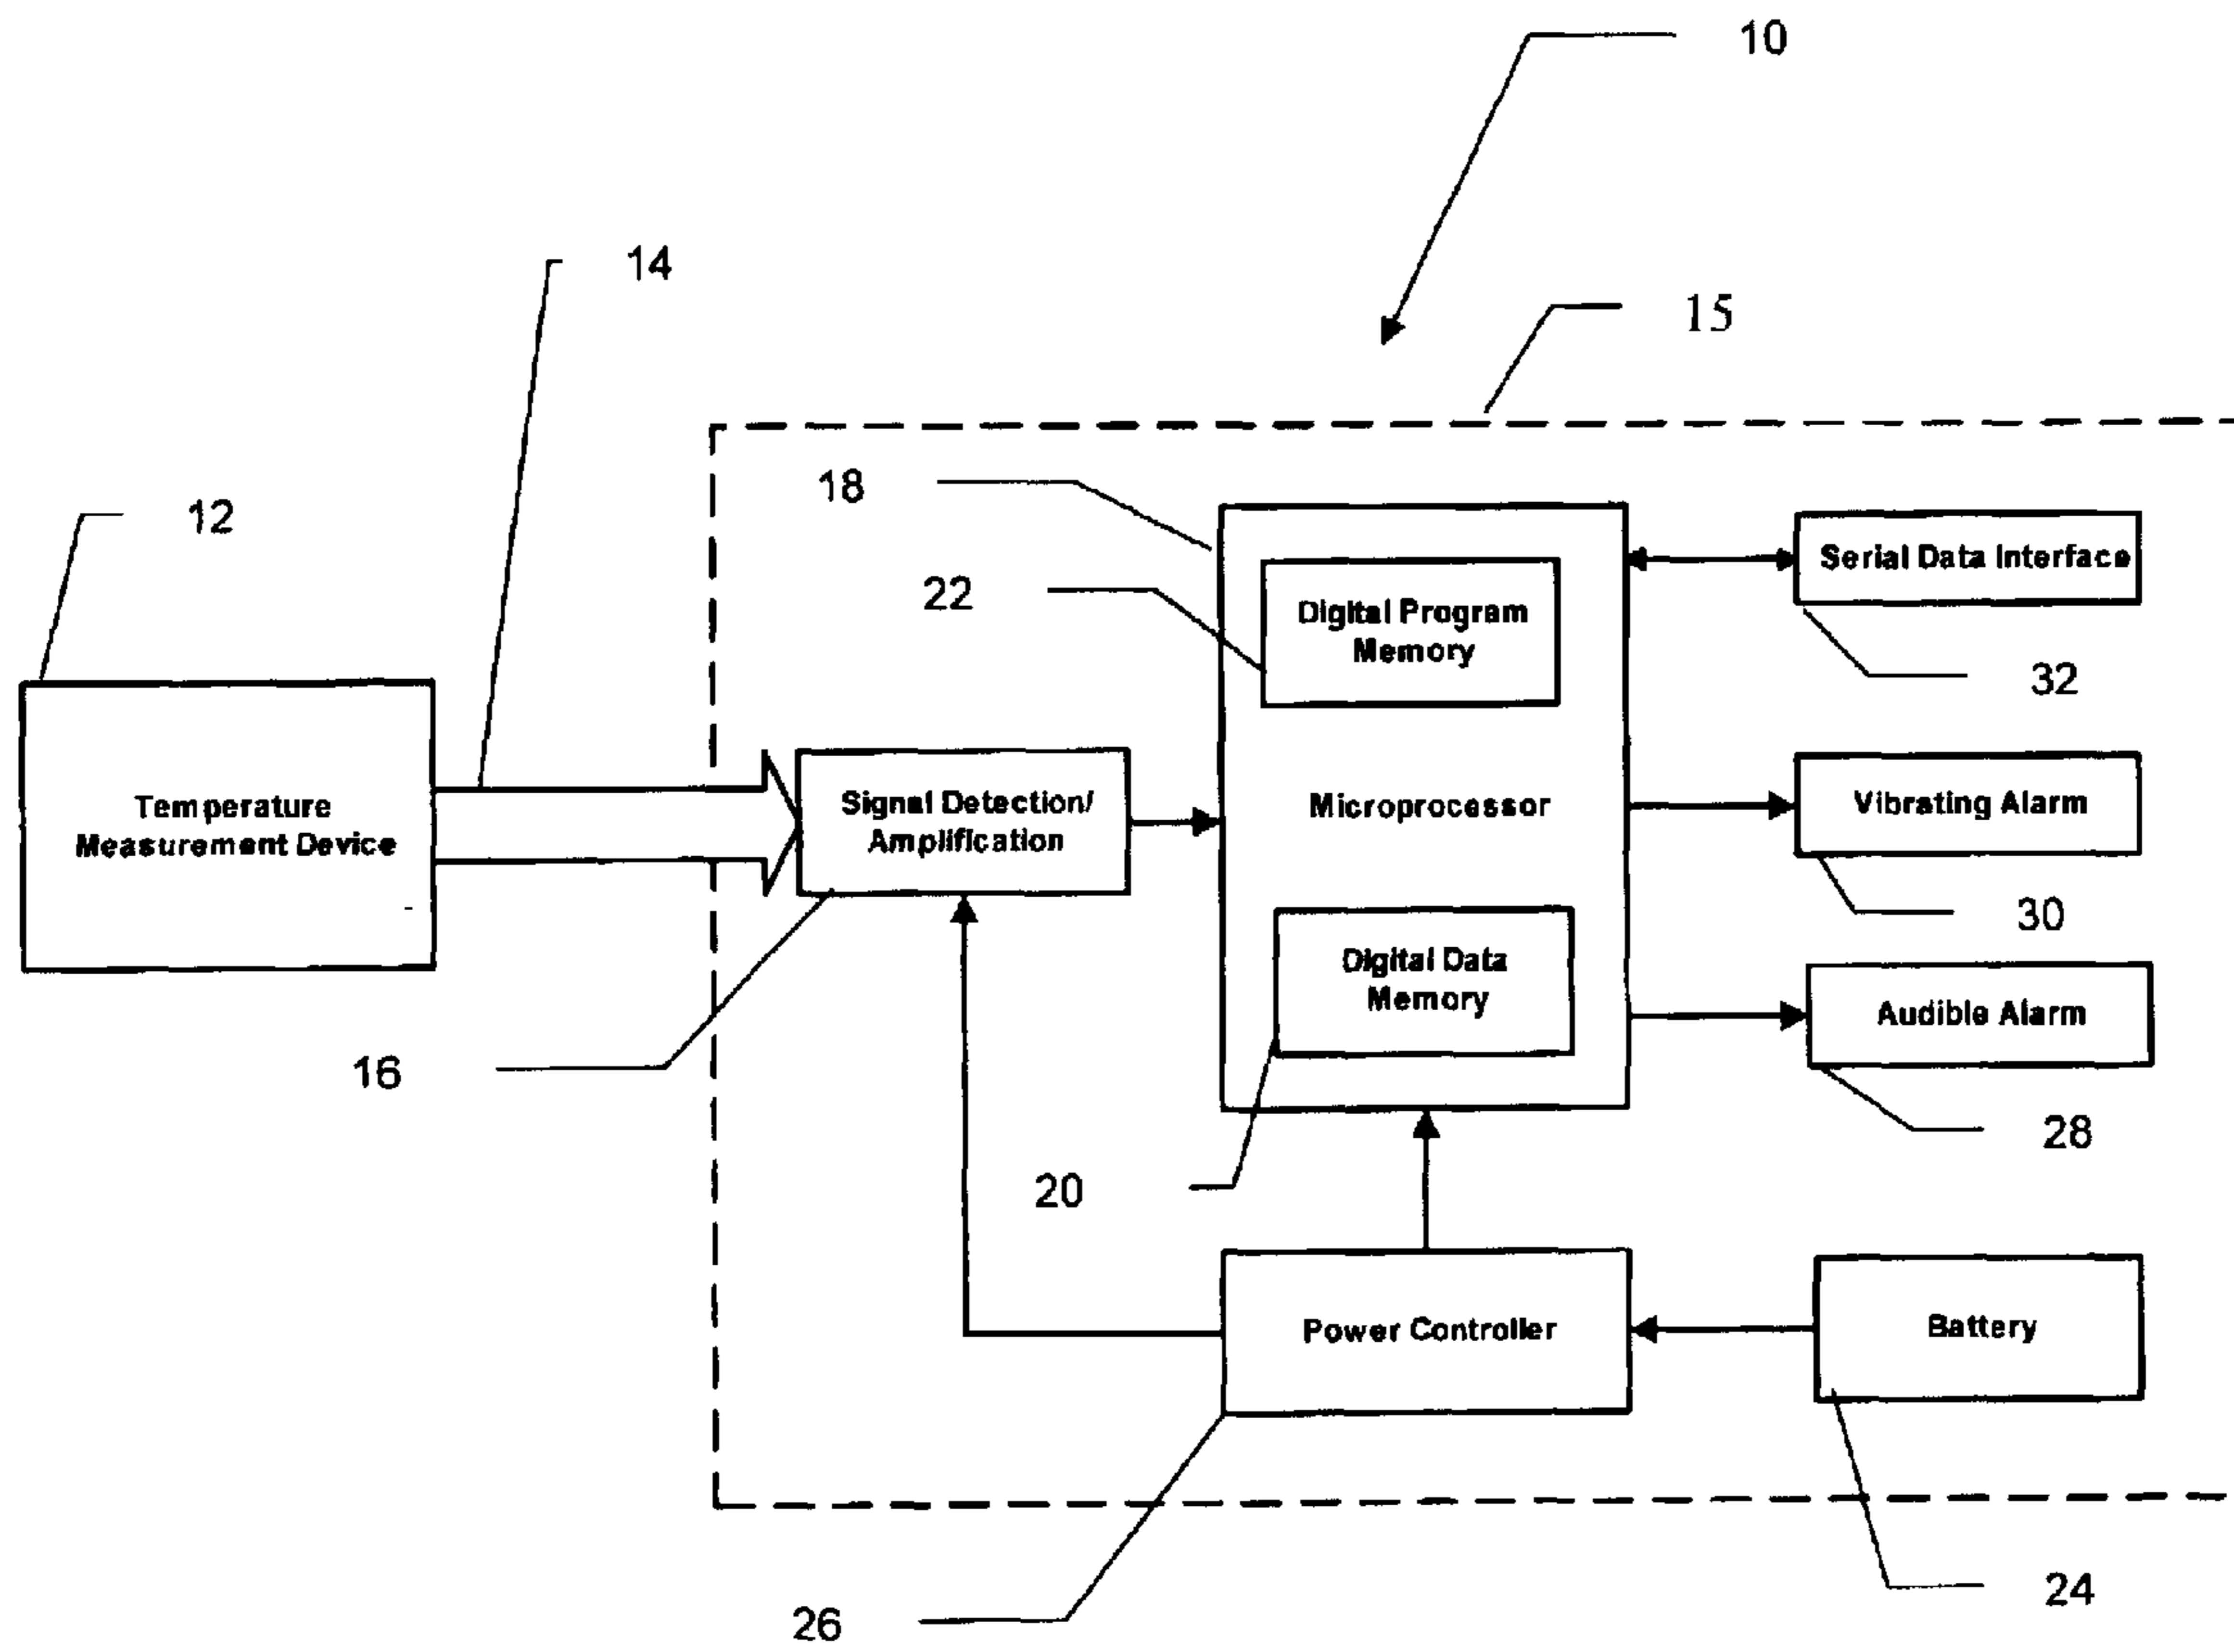 10
14
15
12
18
22
Digital Program
Memory
Serial Data Interface
32
Temperature
Measurement Device
Signal Detection/
Amplification
Microprocessor
Vibrating Alarm
30
Digital Data
Memory
Audible Alarm
16
28
20
Power Controller
Battery
24
26